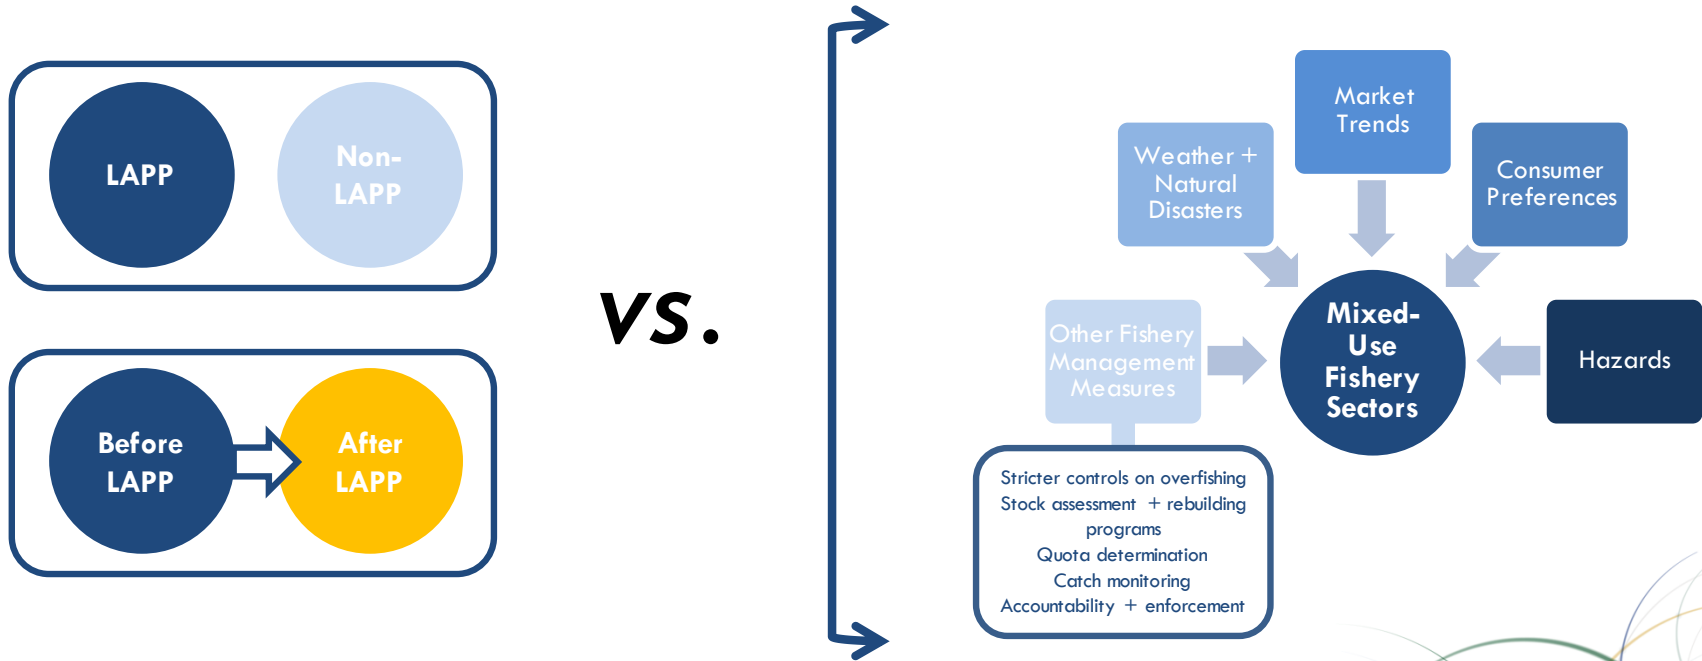 LAPP
Non-
LAPP
Before
LAPP
After
LAPP
vs.
Market
Trends
Weather +
Natural
Disasters
Consumer
Preferences
Other Fishery
Management
Measures
Mixed-
Use
Fishery
Sectors
Hazards
Stricter controls on overfishing
Stock assessment + rebuilding
programs
Quota determination
Catch monitoring
Accountability + enforcement